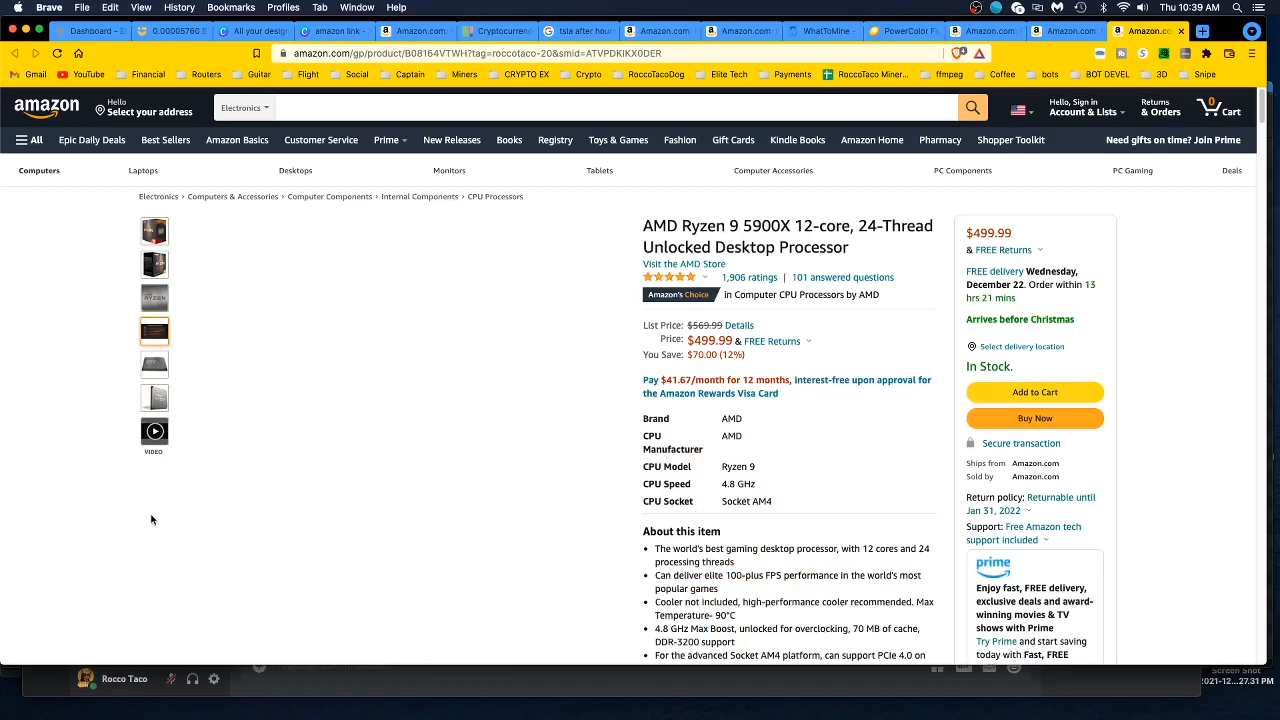 Brave File Edit View History Bookmarks Profiles Tab Window Help
Thu 10:39 AM
Dashboard - E
0.00005760 B
All your design
amazon link -
Amazon.com:
Cryptocurrenc
tsla after hour
Amazon.com:
Amazon.com:
WhatToMine -
PowerColor Fi
Amazon.com: S
Amazon.com:
Amazon.com
amazon.com/gp/product/B08164VTWH?tag=roccotaco-20&smid=ATVPDKIKX0DER
Gmail YouTube Financial Routers Guitar Flight Social Captain Miners CRYPTO EX Crypto RoccoTacoDog Elite Tech Payments RoccoTaco Miner... ffmpeg Coffee bots BOT DEVEL 3D Snipe
amazon
Hello
Select your address
Electronics
Hello, Sign in
Account & Lists
Returns
& Orders
0
Cart
All Epic Daily Deals Best Sellers Amazon Basics Customer Service Prime New Releases Books Registry Toys & Games Gift Cards Kindle Books Amazon Home Pharmacy Shopper Toolkit Need gifts on time? Join Prime
Computers Laptops Desktops Monitors Tablets Computer Accessories PC Components PC Gaming Deals
Electronics › Computers & Accessories › Computer Components › Internal Components › CPU Processors
VIDEO
AMD Ryzen 9 5900X 12-core, 24-Thread
Unlocked Desktop Processor
Visit the AMD Store
1,906 ratings | 101 answered questions
Amazon's Choice in Computer CPU Processors by AMD
List Price: $569.99 Details
Price: $499.99 & FREE Returns
You Save: $70.00 (12%)
Pay $41.67/month for 12 months, interest-free upon approval for
the Amazon Rewards Visa Card
Brand AMD
CPU AMD
Manufacturer
CPU Model Ryzen 9
CPU Speed 4.8 GHz
CPU Socket Socket AM4
About this item
• The world's best gaming desktop processor, with 12 cores and 24
processing threads
• Can deliver elite 100-plus FPS performance in the world's most
popular games
• Cooler not included, high-performance cooler recommended. Max
Temperature- 90°C
• 4.8 GHz Max Boost, unlocked for overclocking, 70 MB of cache,
DDR-3200 support
• For the advanced Socket AM4 platform, can support PCIe 4.0 on
$499.99
& FREE Returns
FREE delivery Wednesday,
December 22. Order within 13
hrs 21 mins
Arrives before Christmas
Select delivery location
In Stock.
Add to Cart
Buy Now
Secure transaction
Ships from Amazon.com
Sold by Amazon.com
Return policy: Returnable until
Jan 31, 2022
Support: Free Amazon tech
support included
prime
Enjoy fast, FREE delivery,
exclusive deals and award-
winning movies & TV
shows with Prime
Try Prime and start saving
today with Fast, FREE
Rocco Taco
Screen Shot
2021-12...27.31 PM